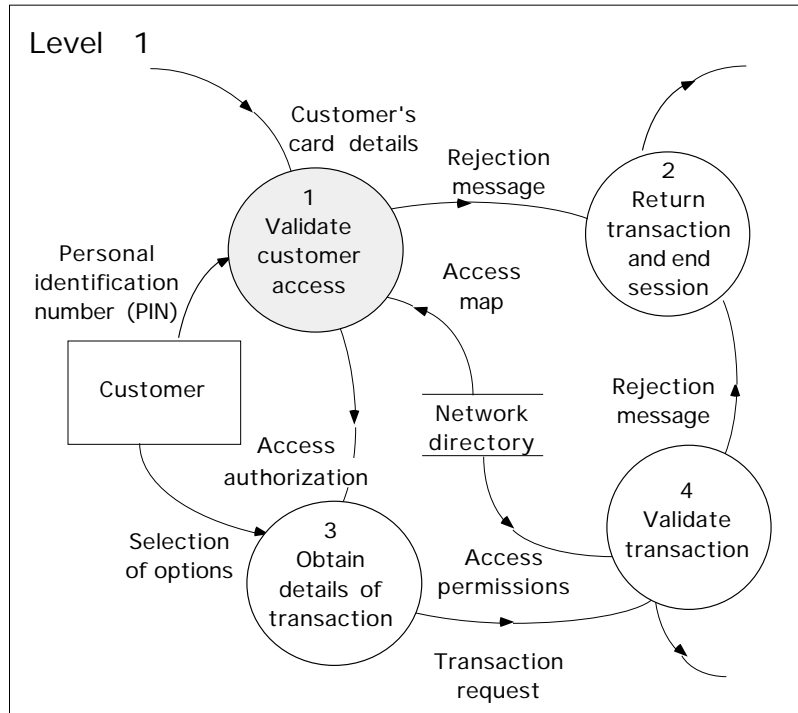 Level 1
Customer's
card details
Rejection
message
1
Validate
customer
access
2
Return
transaction
and end
session
Personal
identification
number (PIN)
Access
map
Customer
Network
directory
Rejection
message
Access
authorization
Selection
of options
3
Obtain
details of
transaction
Access
permissions
4
Validate
transaction
Transaction
request